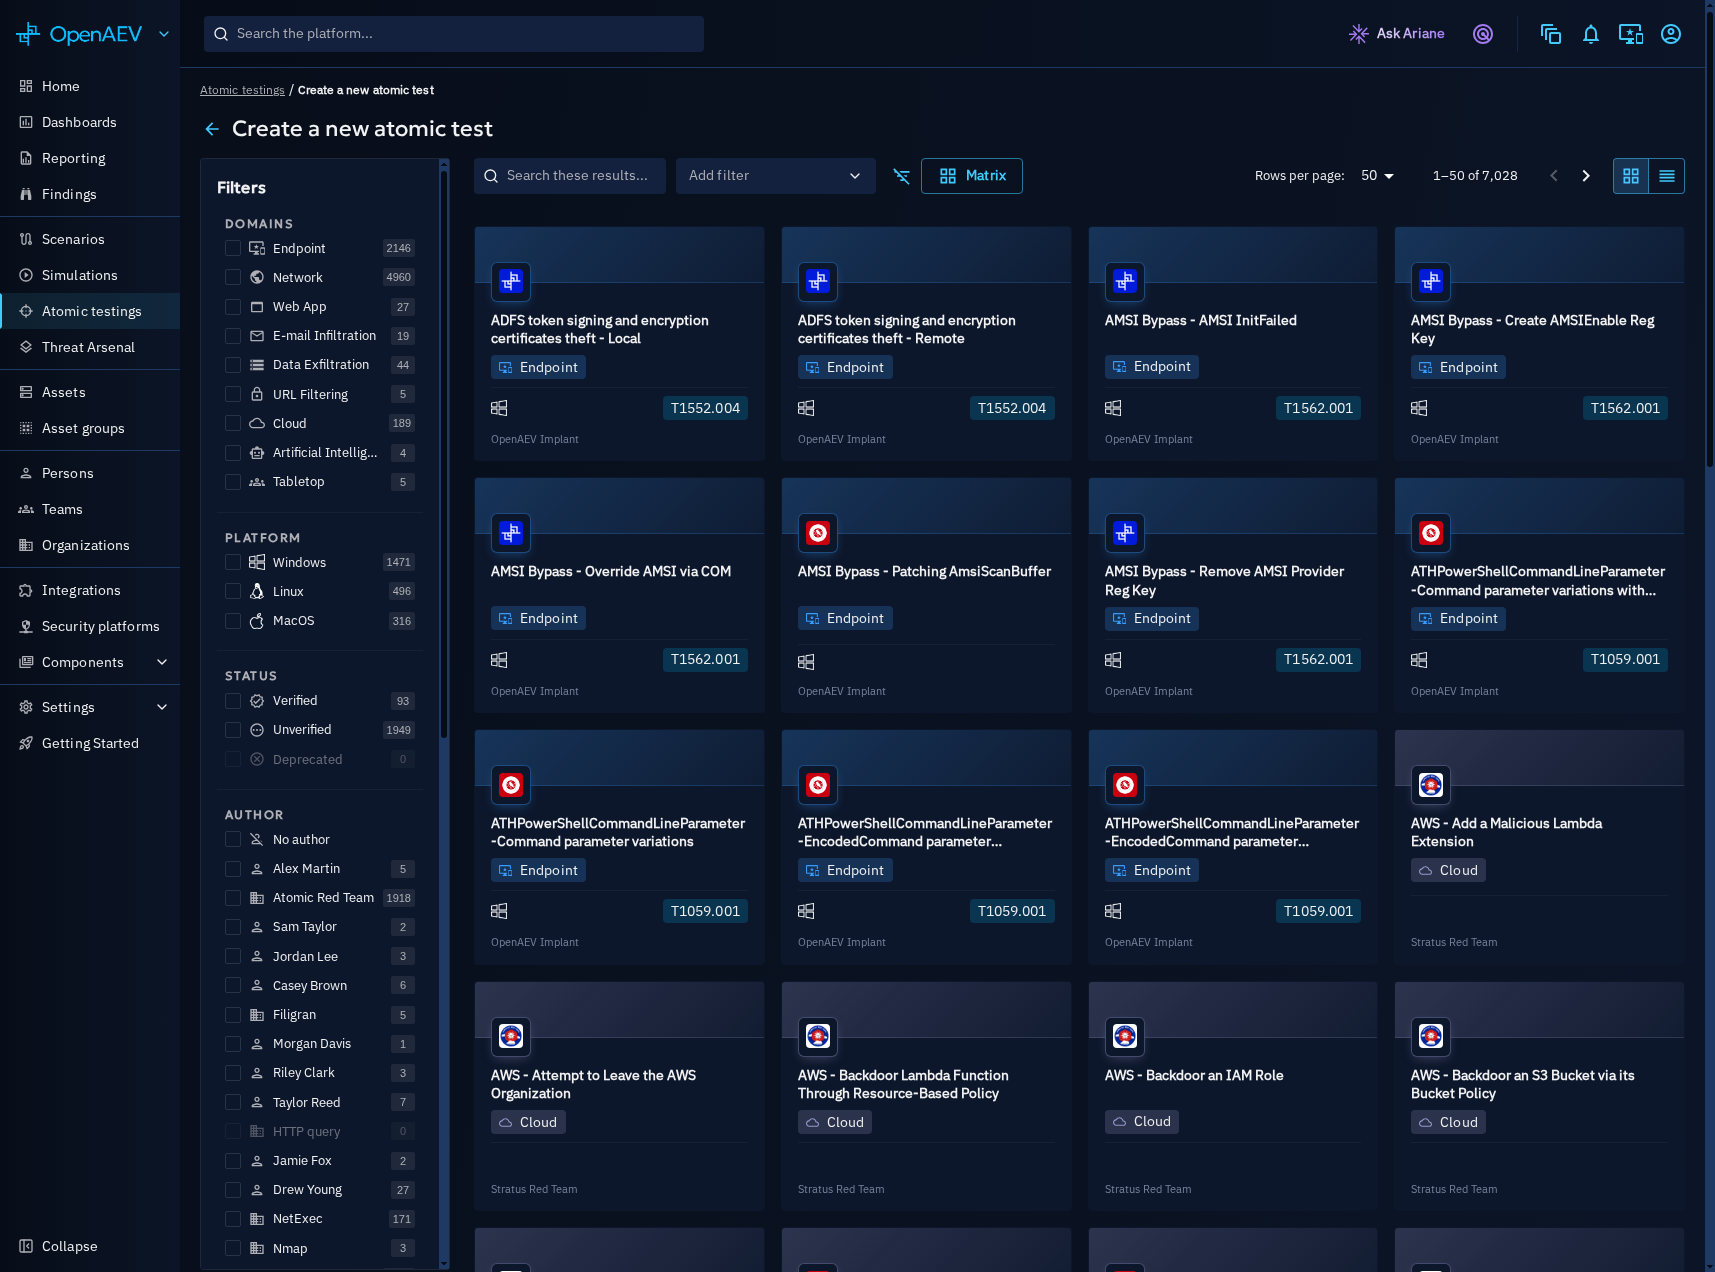 OpenAEV
Search the platform...
Ask Ariane
Home
Dashboards
Reporting
Findings
Scenarios
Simulations
Atomic testings
Threat Arsenal
Assets
Asset groups
Persons
Teams
Organizations
Integrations
Security platforms
Components
Settings
Getting Started
Collapse
Atomic testings / Create a new atomic test
Create a new atomic test
Filters
DOMAINS
Endpoint 2146
Network 4960
Web App 27
E-mail Infiltration 19
Data Exfiltration 44
URL Filtering 5
Cloud 189
Artificial Intellig... 4
Tabletop 5
PLATFORM
Windows 1471
Linux 496
MacOS 316
STATUS
Verified 93
Unverified 1949
Deprecated 0
AUTHOR
No author
Alex Martin 5
Atomic Red Team 1918
Sam Taylor 2
Jordan Lee 3
Casey Brown 6
Filigran 5
Morgan Davis 1
Riley Clark 3
Taylor Reed 7
HTTP query 0
Jamie Fox 2
Drew Young 27
NetExec 171
Nmap 3
Search these results...
Add filter
Matrix
Rows per page: 50
1–50 of 7,028
ADFS token signing and encryption
certificates theft - Local
Endpoint
T1552.004
OpenAEV Implant
ADFS token signing and encryption
certificates theft - Remote
Endpoint
T1552.004
OpenAEV Implant
AMSI Bypass - AMSI InitFailed
Endpoint
T1562.001
OpenAEV Implant
AMSI Bypass - Create AMSIEnable Reg
Key
Endpoint
T1562.001
OpenAEV Implant
AMSI Bypass - Override AMSI via COM
Endpoint
T1562.001
OpenAEV Implant
AMSI Bypass - Patching AmsiScanBuffer
Endpoint
OpenAEV Implant
AMSI Bypass - Remove AMSI Provider
Reg Key
Endpoint
T1562.001
OpenAEV Implant
ATHPowerShellCommandLineParameter
-Command parameter variations with...
Endpoint
T1059.001
OpenAEV Implant
ATHPowerShellCommandLineParameter
-Command parameter variations
Endpoint
T1059.001
OpenAEV Implant
ATHPowerShellCommandLineParameter
-EncodedCommand parameter...
Endpoint
T1059.001
OpenAEV Implant
ATHPowerShellCommandLineParameter
-EncodedCommand parameter...
Endpoint
T1059.001
OpenAEV Implant
AWS - Add a Malicious Lambda
Extension
Cloud
Stratus Red Team
AWS - Attempt to Leave the AWS
Organization
Cloud
Stratus Red Team
AWS - Backdoor Lambda Function
Through Resource-Based Policy
Cloud
Stratus Red Team
AWS - Backdoor an IAM Role
Cloud
Stratus Red Team
AWS - Backdoor an S3 Bucket via its
Bucket Policy
Cloud
Stratus Red Team